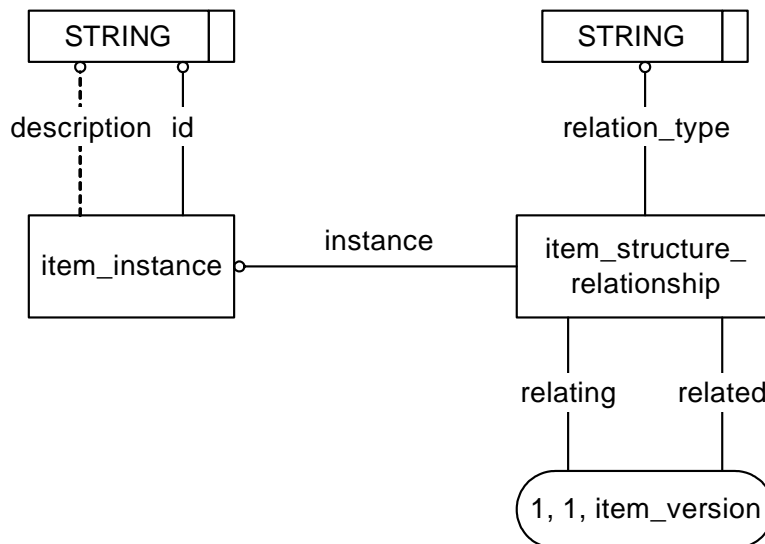 STRING
STRING
description
id
relation_type
item_instance
instance
item_structure_
relationship
relating
related
1, 1, item_version